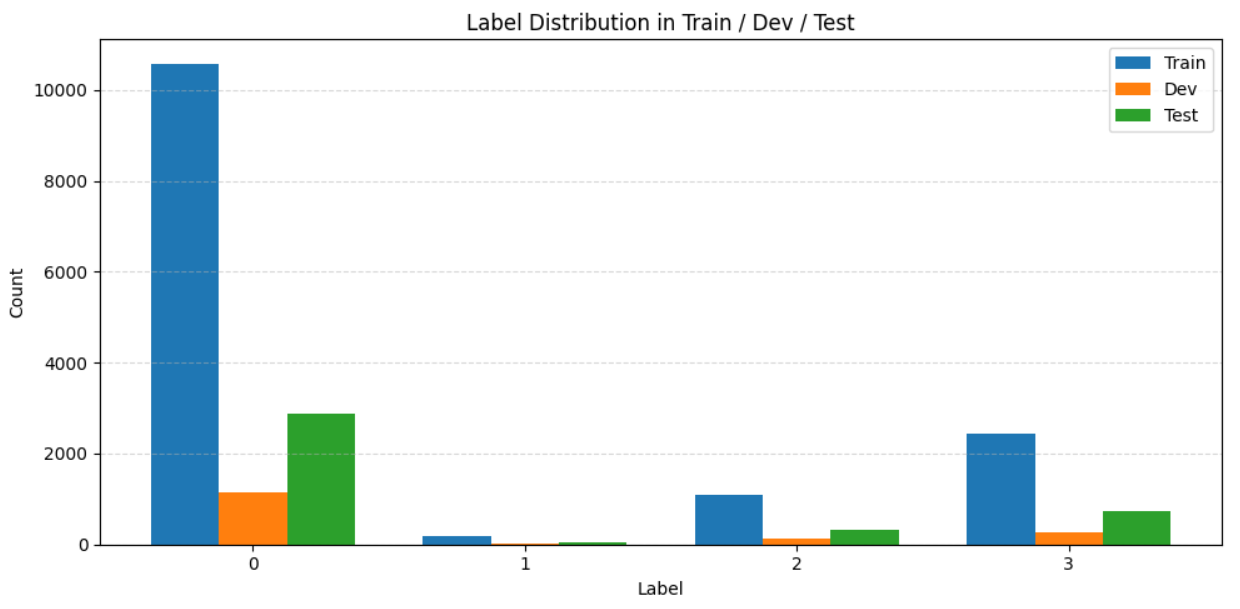 Label Distribution in Train / Dev / Test
Train
Dev
Test
10000
8000
6000
4000
2000
0
Count
0 1 2 3
Label